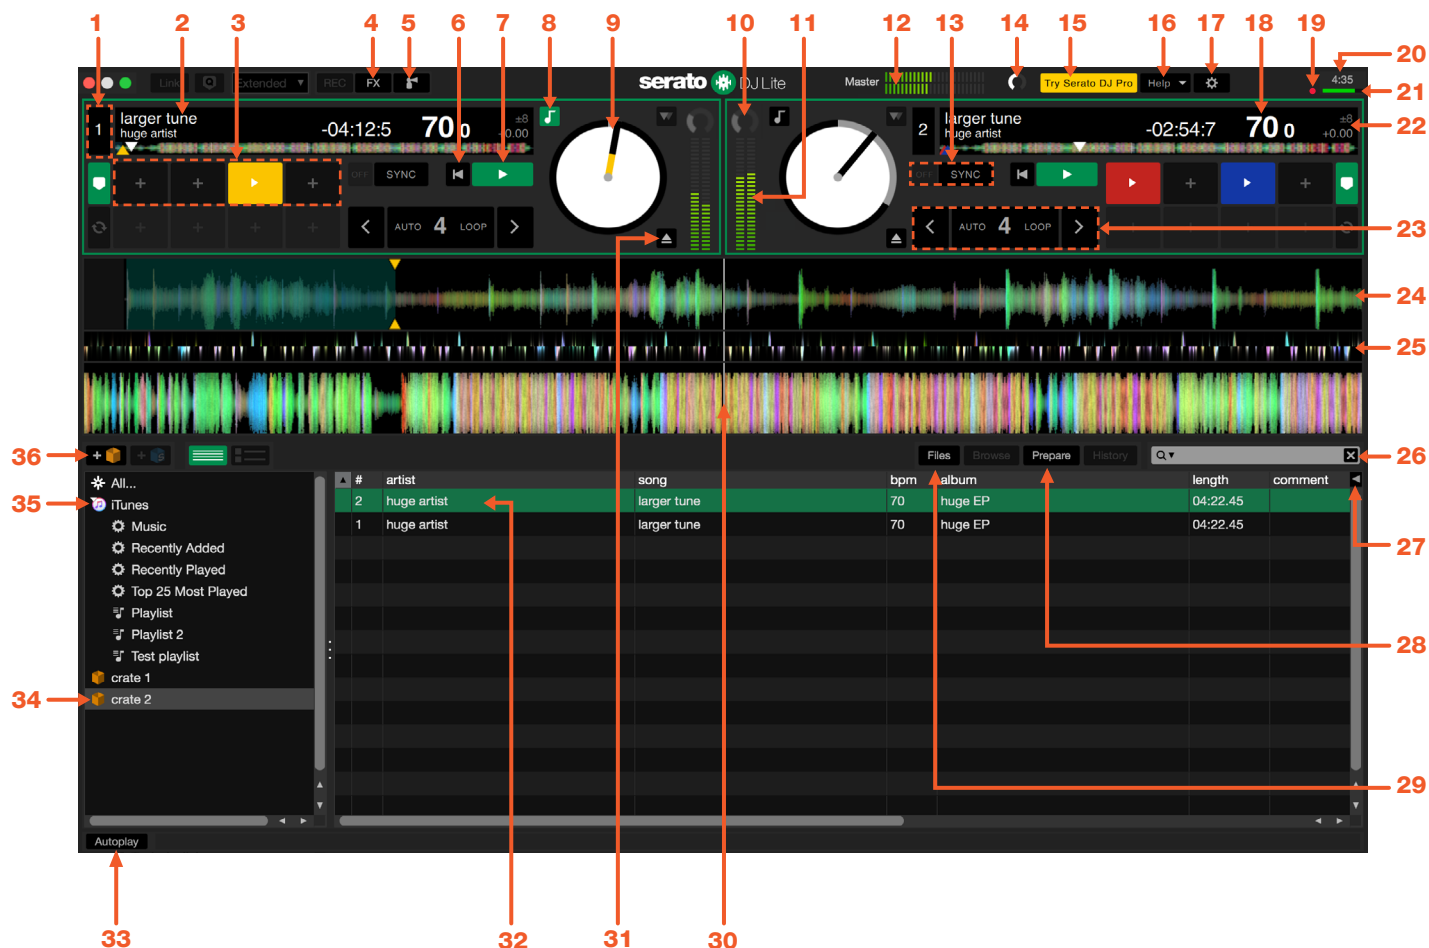 1 2 3 4 5 6 7 8 9 10 11 12 13 14 15 16 17 18 19
20
Link Extended ▼ REC FX serato DJ Lite Master Try Serato DJ Pro Help ▼ 4:35
21
1 larger tune -04:12:5 70 0 ±8
huge artist +0.00
2 larger tune -02:54:7 70 0 ±8
huge artist +0.00
22
OFF SYNC
OFF SYNC
AUTO 4 LOOP
AUTO 4 LOOP
23
24
25
36
Files Browse Prepare History
26
All...
35 iTunes
Music
Recently Added
Recently Played
Top 25 Most Played
Playlist
Playlist 2
Test playlist
crate 1
34 crate 2
# artist song bpm album length comment
2 huge artist larger tune 70 huge EP 04:22.45
1 huge artist larger tune 70 huge EP 04:22.45
27
28
29
Autoplay
33 32 31 30